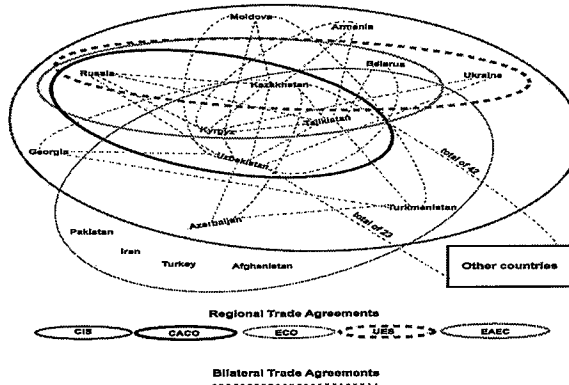 Moldova
Armenia
Belarus
Russia
Kazakhstan
Ukraine
Tajikistan
Kyrgyz
Georgia
Uzbekistan
total of 42
Turkmenistan
Azerbaijan
total of 23
Pakistan
Iran
Turkey
Afghanistan
Other countries
Regional Trade Agreements
CIS CACO ECO UES EAEC
Bilateral Trade Agreements